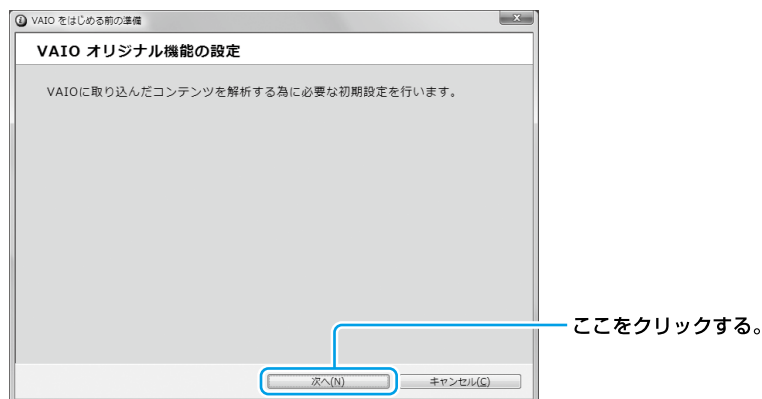 VAIO をはじめる前の準備
VAIO オリジナル機能の設定
VAIOに取り込んだコンテンツを解析する為に必要な初期設定を行います。
ここをクリックする。
次へ(N)
キャンセル(C)